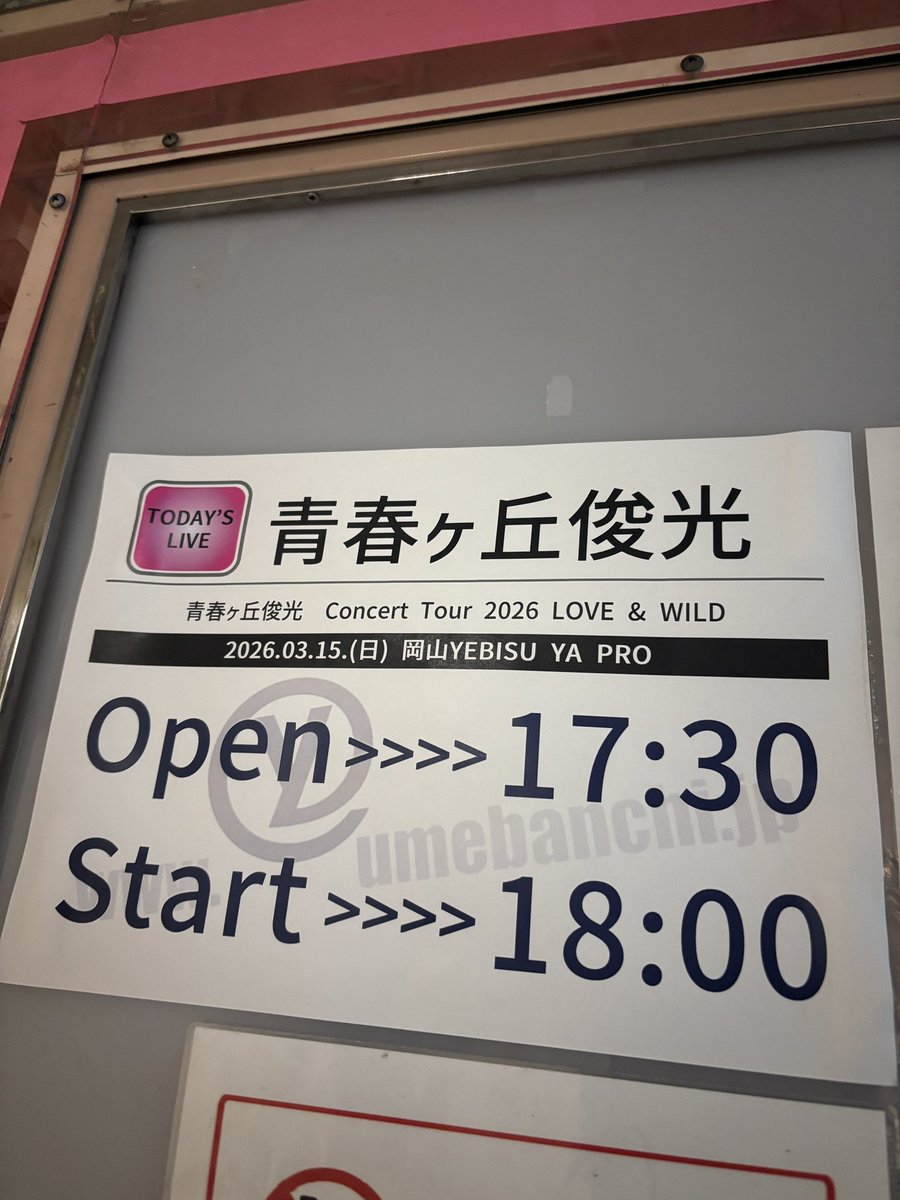 TODAY'S
LIVE
青春ヶ丘俊光
青春ヶ丘俊光 Concert Tour 2026 LOVE & WILD
2026.03.15.(日) 岡山YEBISU YA PRO
Open >>>> 17:30
www.umebanchi.jp
Start >>>> 18:00